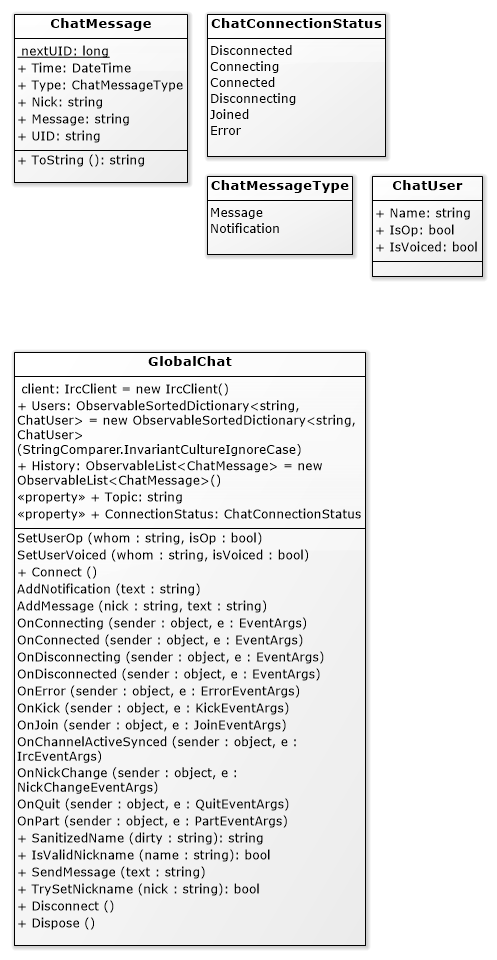 ChatMessage
nextUID: long
+ Time: DateTime
+ Type: ChatMessageType
+ Nick: string
+ Message: string
+ UID: string
+ ToString (): string
ChatConnectionStatus
Disconnected
Connecting
Connected
Disconnecting
Joined
Error
ChatMessageType
Message
Notification
ChatUser
+ Name: string
+ IsOp: bool
+ IsVoiced: bool
GlobalChat
client: IrcClient = new IrcClient()
+ Users: ObservableSortedDictionary<string,
ChatUser> = new ObservableSortedDictionary<string,
ChatUser>
(StringComparer.InvariantCultureIgnoreCase)
+ History: ObservableList<ChatMessage> = new
ObservableList<ChatMessage>()
«property» + Topic: string
«property» + ConnectionStatus: ChatConnectionStatus
SetUserOp (whom : string, isOp : bool)
SetUserVoiced (whom : string, isVoiced : bool)
+ Connect ()
AddNotification (text : string)
AddMessage (nick : string, text : string)
OnConnecting (sender : object, e : EventArgs)
OnConnected (sender : object, e : EventArgs)
OnDisconnecting (sender : object, e : EventArgs)
OnDisconnected (sender : object, e : EventArgs)
OnError (sender : object, e : ErrorEventArgs)
OnKick (sender : object, e : KickEventArgs)
OnJoin (sender : object, e : JoinEventArgs)
OnChannelActiveSynced (sender : object, e :
IrcEventArgs)
OnNickChange (sender : object, e :
NickChangeEventArgs)
OnQuit (sender : object, e : QuitEventArgs)
OnPart (sender : object, e : PartEventArgs)
+ SanitizedName (dirty : string): string
+ IsValidNickname (name : string): bool
+ SendMessage (text : string)
+ TrySetNickname (nick : string): bool
+ Disconnect ()
+ Dispose ()